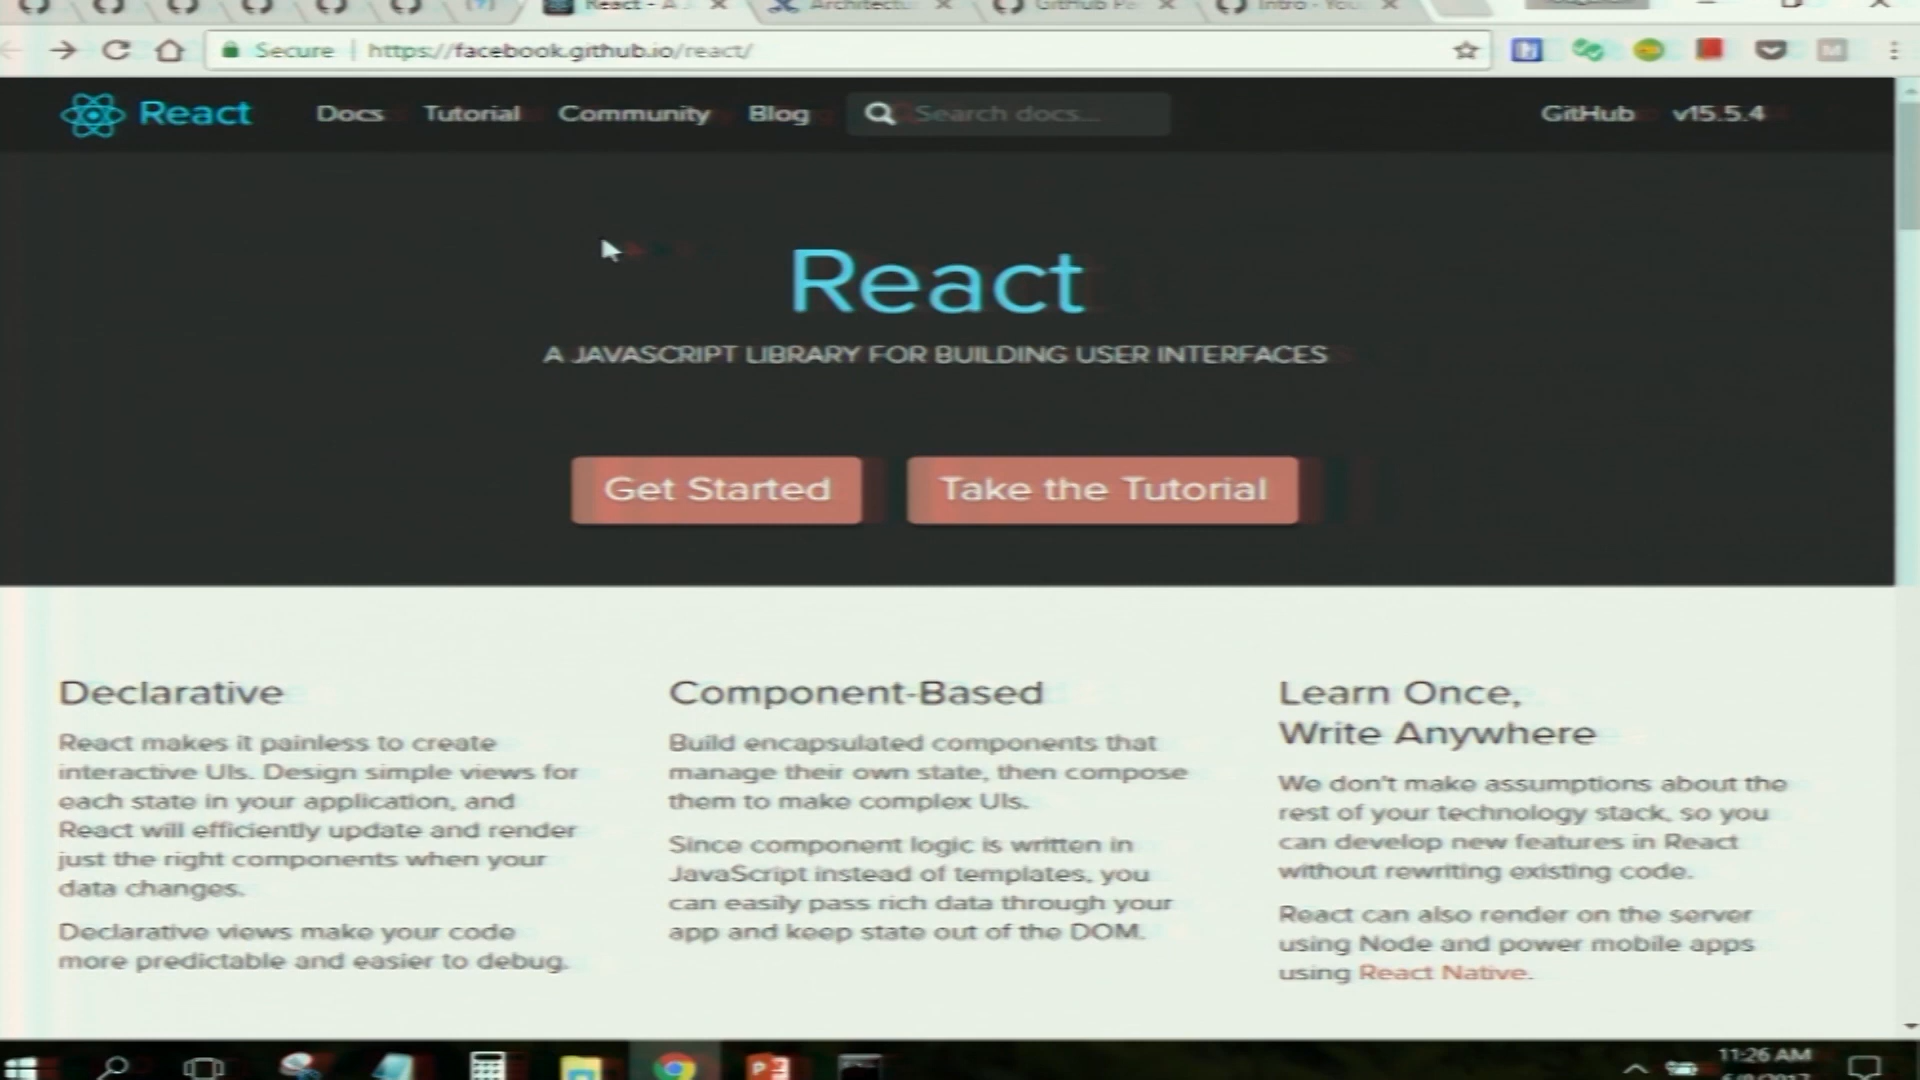 React - A J
Architectu
GitHub Pa
Intro - You
Secure | https://facebook.github.io/react/
React Docs Tutorial Community Blog Search docs... GitHub v15.5.4
React
A JAVASCRIPT LIBRARY FOR BUILDING USER INTERFACES
Get Started Take the Tutorial
Declarative
React makes it painless to create
interactive UIs. Design simple views for
each state in your application, and
React will efficiently update and render
just the right components when your
data changes.
Declarative views make your code
more predictable and easier to debug.
Component-Based
Build encapsulated components that
manage their own state, then compose
them to make complex UIs.
Since component logic is written in
JavaScript instead of templates, you
can easily pass rich data through your
app and keep state out of the DOM.
Learn Once,
Write Anywhere
We don't make assumptions about the
rest of your technology stack, so you
can develop new features in React
without rewriting existing code.
React can also render on the server
using Node and power mobile apps
using React Native.
11:26 AM